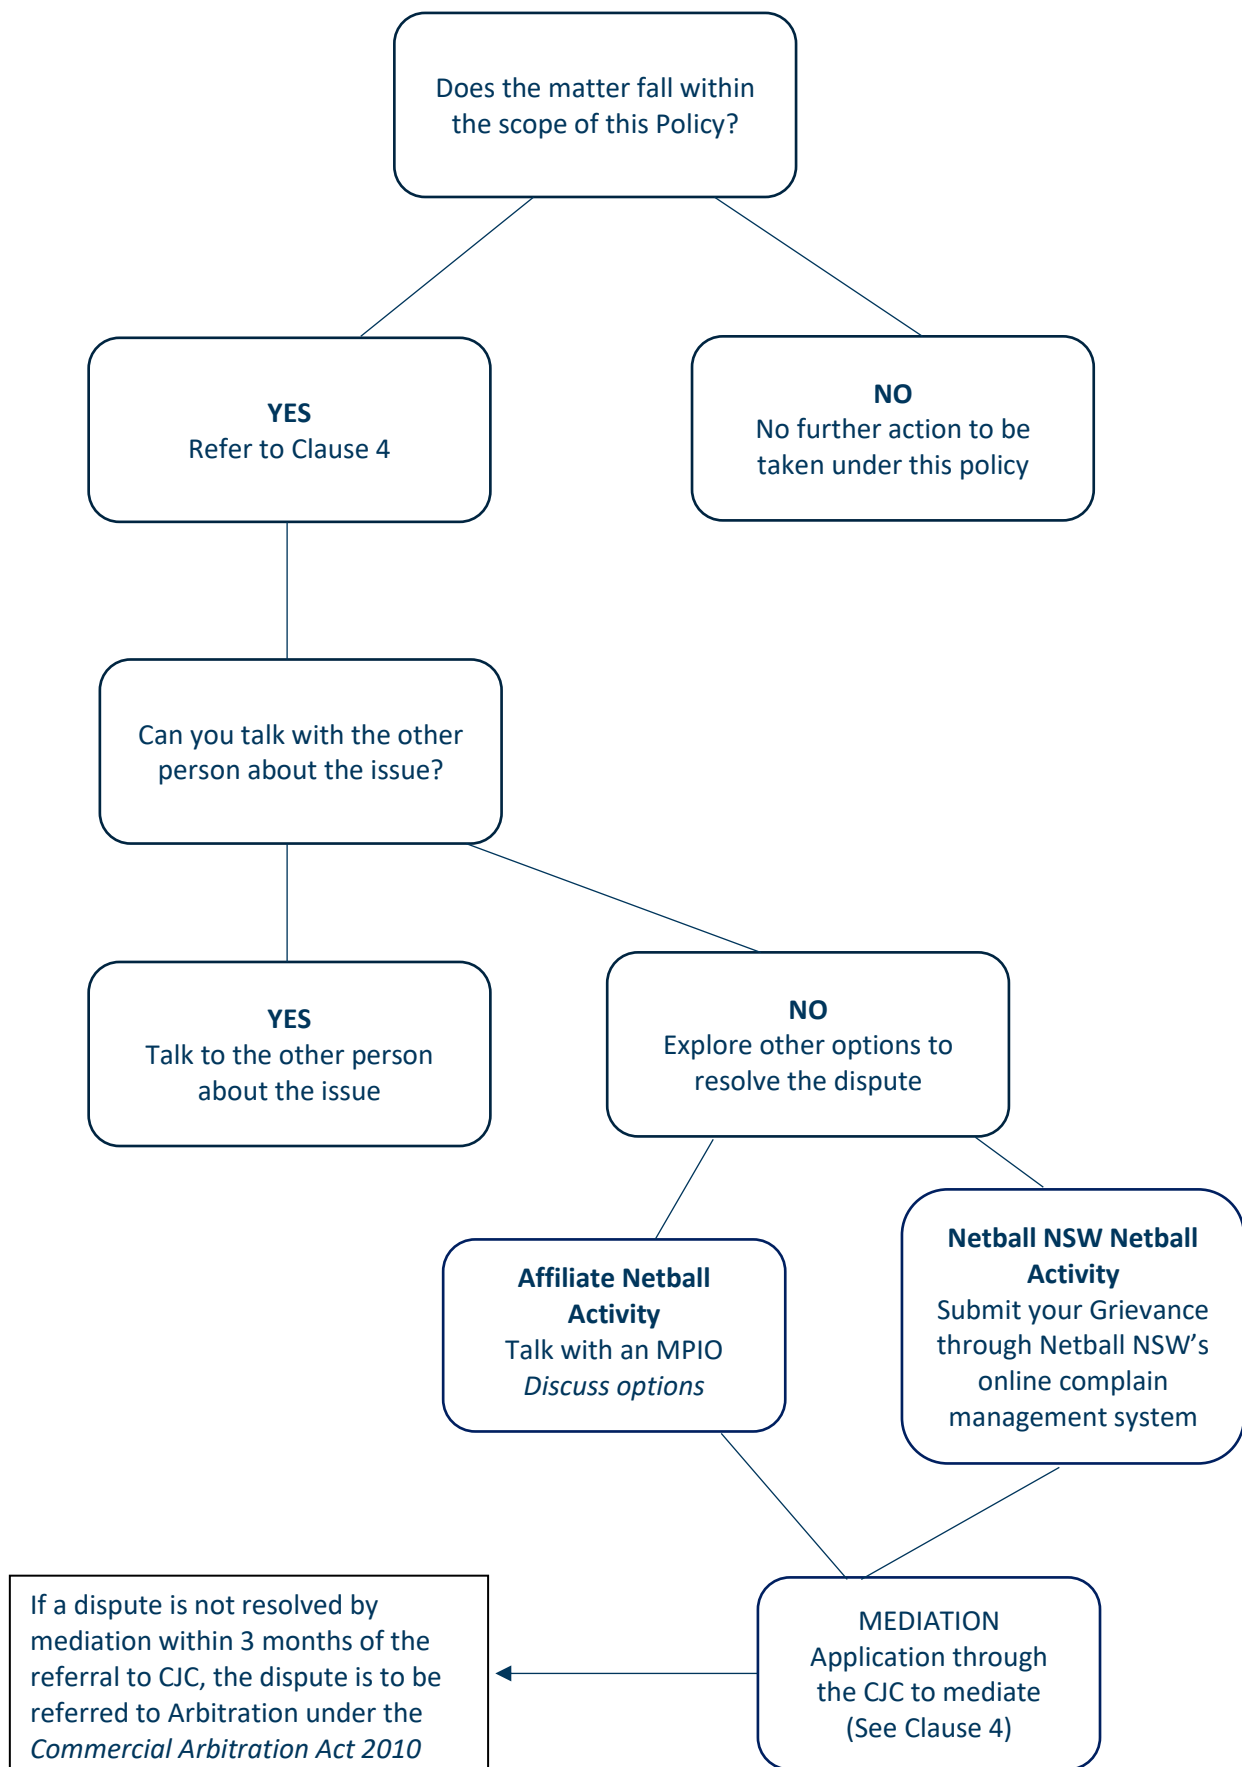 Does the matter fall within
the scope of this Policy?
YES
Refer to Clause 4
NO
No further action to be
taken under this policy
Can you talk with the other
person about the issue?
YES
Talk to the other person
about the issue
NO
Explore other options to
resolve the dispute
Affiliate Netball
Activity
Talk with an MPIO
Discuss options
Netball NSW Netball
Activity
Submit your Grievance
through Netball NSW’s
online complain
management system
MEDIATION
Application through
the CJC to mediate
(See Clause 4)
If a dispute is not resolved by
mediation within 3 months of the
referral to CJC, the dispute is to be
referred to Arbitration under the
Commercial Arbitration Act 2010